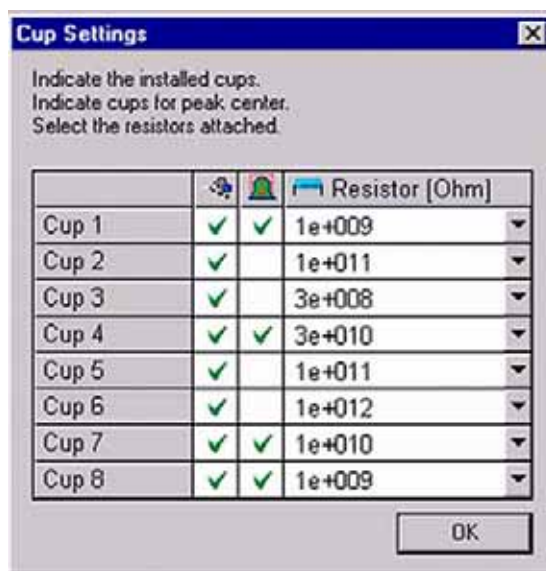 Cup Settings
Indicate the installed cups.
Indicate cups for peak center.
Select the resistors attached.
Resistor [Ohm]
Cup 1 1e+009
Cup 2 1e+011
Cup 3 3e+008
Cup 4 3e+010
Cup 5 1e+011
Cup 6 1e+012
Cup 7 1e+010
Cup 8 1e+009
OK